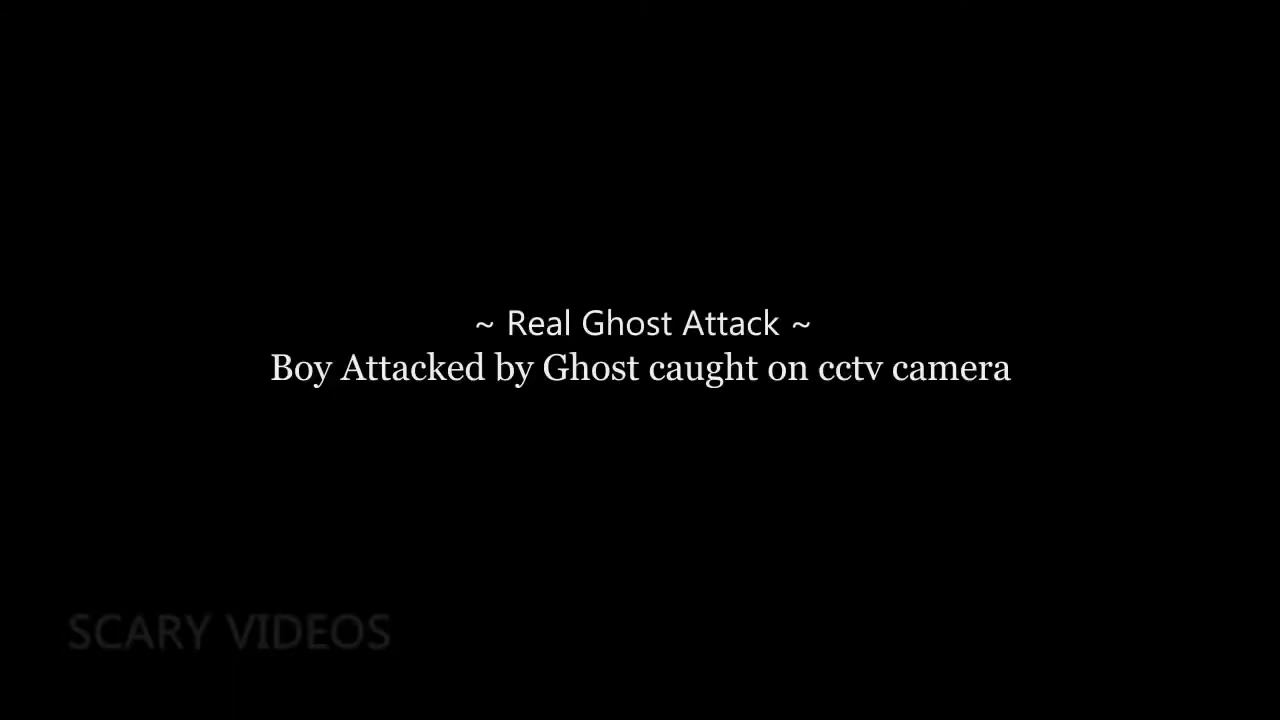 ~ Real Ghost Attack ~
Boy Attacked by Ghost caught on cctv camera
SCARY VIDEOS